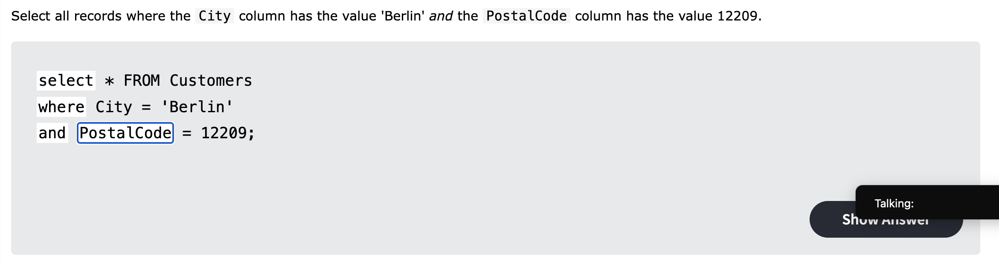 Select all records where the City column has the value 'Berlin' and the PostalCode column has the value 12209.
select * FROM Customers
where City = 'Berlin'
and PostalCode = 12209;
Talking:
Show Answer